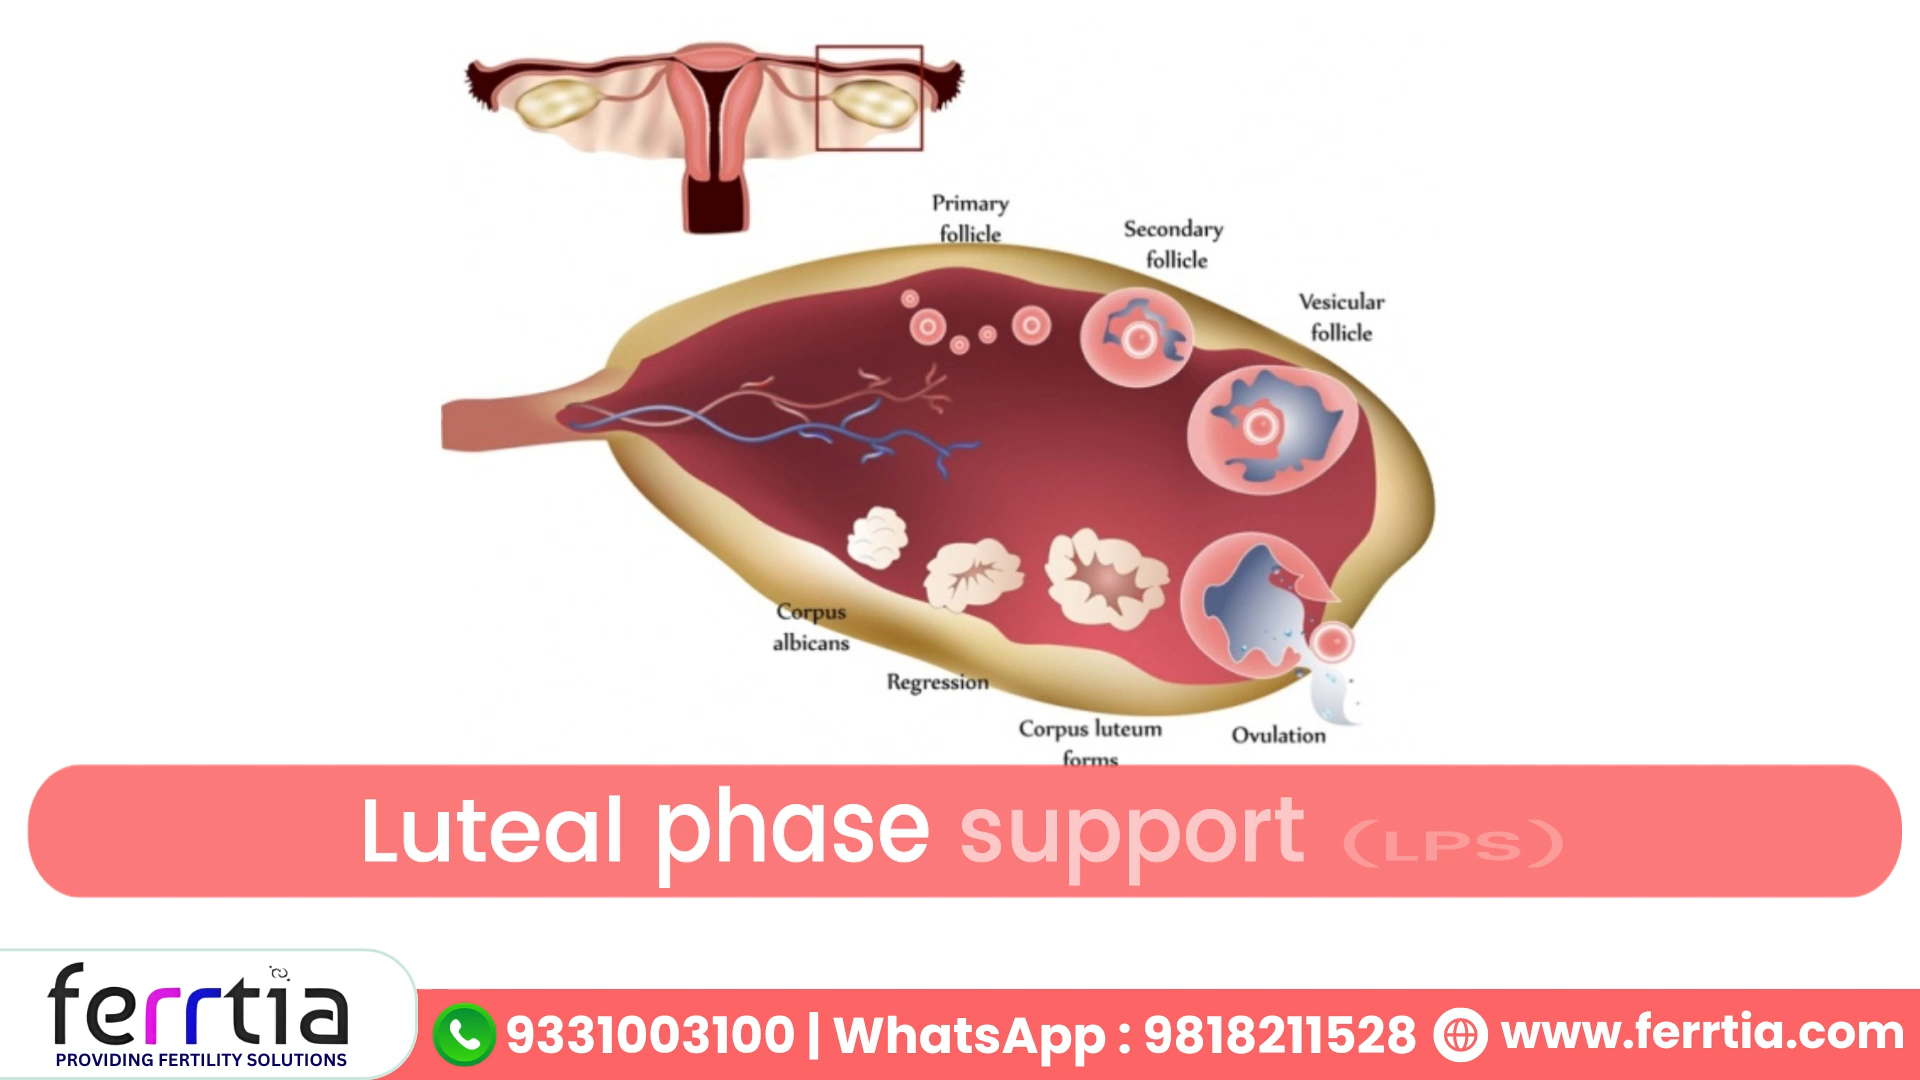 Primary
follicle
Secondary
follicle
Vesicular
follicle
Corpus
albicans
Regression
Corpus luteum
forms
Ovulation
Luteal phase support (LPS)
ferrtia
PROVIDING FERTILITY SOLUTIONS
9331003100 | WhatsApp : 9818211528 www.ferrtia.com